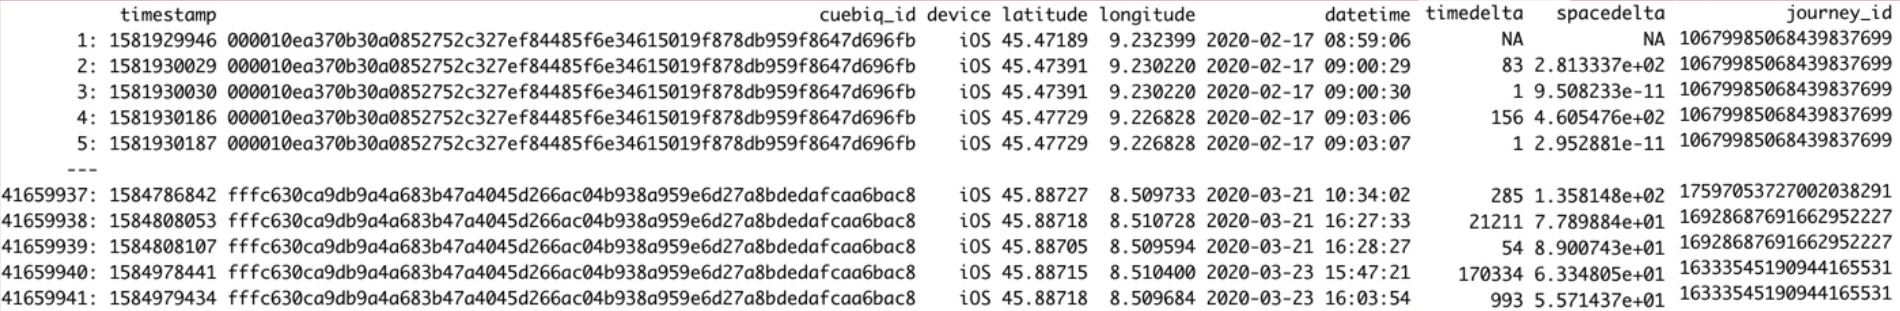 timestamp cuebiq_id device latitude longitude datetime timedelta spacedelta journey_id
1: 1581929946 000010ea370b30a0852752c327ef84485f6e34615019f878db959f8647d696fb iOS 45.47189 9.232399 2020-02-17 08:59:06 NA NA 10679985068439837699
2: 1581930029 000010ea370b30a0852752c327ef84485f6e34615019f878db959f8647d696fb iOS 45.47391 9.230220 2020-02-17 09:00:29 83 2.813337e+02 10679985068439837699
3: 1581930030 000010ea370b30a0852752c327ef84485f6e34615019f878db959f8647d696fb iOS 45.47391 9.230220 2020-02-17 09:00:30 1 9.508233e-11 10679985068439837699
4: 1581930186 000010ea370b30a0852752c327ef84485f6e34615019f878db959f8647d696fb iOS 45.47729 9.226828 2020-02-17 09:03:06 156 4.605476e+02 10679985068439837699
5: 1581930187 000010ea370b30a0852752c327ef84485f6e34615019f878db959f8647d696fb iOS 45.47729 9.226828 2020-02-17 09:03:07 1 2.952881e-11 10679985068439837699
---
41659937: 1584786842 fffc630ca9db9a4a683b47a4045d266ac04b938a959e6d27a8bdedafcaa6bac8 iOS 45.88727 8.509733 2020-03-21 10:34:02 285 1.358148e+02 17597053727002038291
41659938: 1584808053 fffc630ca9db9a4a683b47a4045d266ac04b938a959e6d27a8bdedafcaa6bac8 iOS 45.88718 8.510728 2020-03-21 16:27:33 21211 7.789884e+01 16928687691662952227
41659939: 1584808107 fffc630ca9db9a4a683b47a4045d266ac04b938a959e6d27a8bdedafcaa6bac8 iOS 45.88705 8.509594 2020-03-21 16:28:27 54 8.900743e+01 16928687691662952227
41659940: 1584978441 fffc630ca9db9a4a683b47a4045d266ac04b938a959e6d27a8bdedafcaa6bac8 iOS 45.88715 8.510400 2020-03-23 15:47:21 170334 6.334805e+01 16333545190944165531
41659941: 1584979434 fffc630ca9db9a4a683b47a4045d266ac04b938a959e6d27a8bdedafcaa6bac8 iOS 45.88718 8.509684 2020-03-23 16:03:54 993 5.571437e+01 16333545190944165531